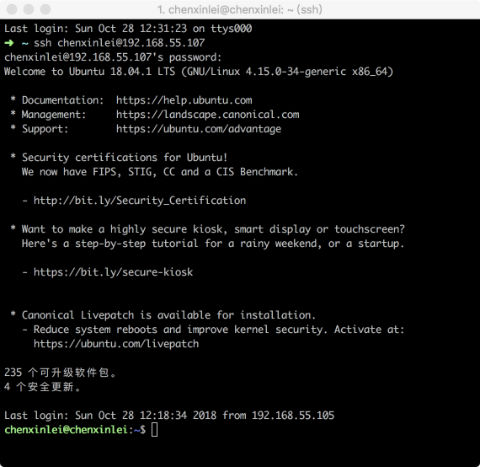 1. chenxinlei@chenxinlei: ~ (ssh)
Last login: Sun Oct 28 12:31:23 on ttys000
➜ ~ ssh chenxinlei@192.168.55.107
chenxinlei@192.168.55.107's password:
Welcome to Ubuntu 18.04.1 LTS (GNU/Linux 4.15.0-34-generic x86_64)
* Documentation: https://help.ubuntu.com
* Management: https://landscape.canonical.com
* Support: https://ubuntu.com/advantage
* Security certifications for Ubuntu!
We now have FIPS, STIG, CC and a CIS Benchmark.
- http://bit.ly/Security_Certification
* Want to make a highly secure kiosk, smart display or touchscreen?
Here's a step-by-step tutorial for a rainy weekend, or a startup.
- https://bit.ly/secure-kiosk
* Canonical Livepatch is available for installation.
- Reduce system reboots and improve kernel security. Activate at:
https://ubuntu.com/livepatch
235 个可升级软件包。
4 个安全更新。
Last login: Sun Oct 28 12:18:34 2018 from 192.168.55.105
chenxinlei@chenxinlei:~$